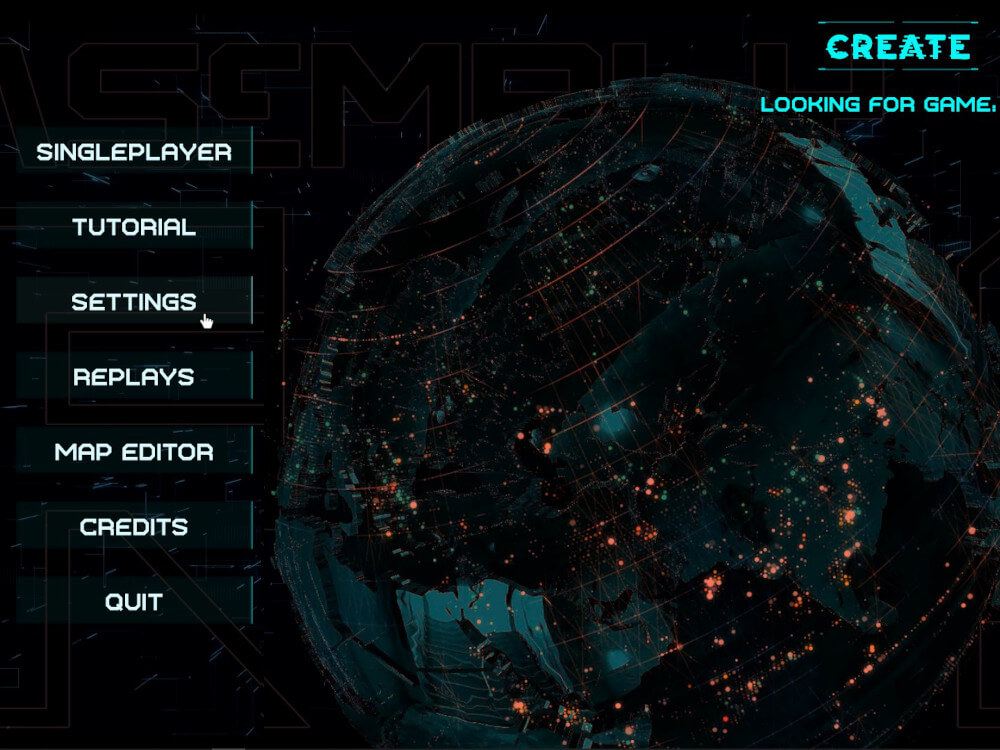 CREATE
LOOKING FOR GAME:
SINGLEPLAYER
TUTORIAL
SETTINGS
REPLAYS
MAP EDITOR
CREDITS
QUIT